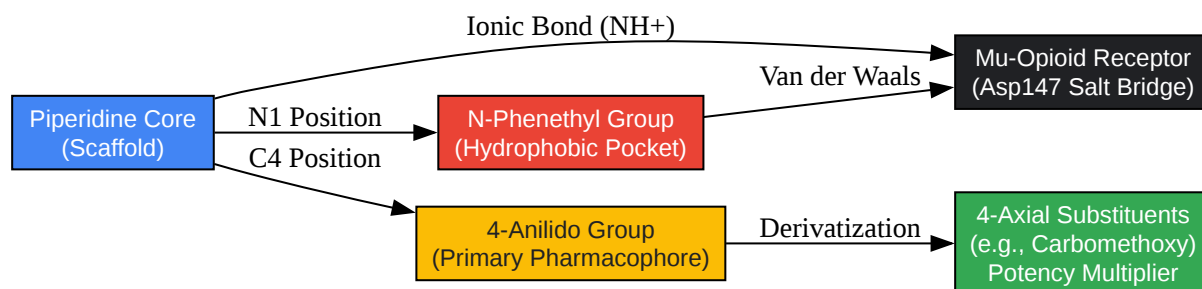 Ionic Bond (NH+)
Mu-Opioid Receptor
(Asp147 Salt Bridge)
Van der Waals
Piperidine Core
(Scaffold)
N1 Position
N-Phenethyl Group
(Hydrophobic Pocket)
C4 Position
4-Anilido Group
(Primary Pharmacophore)
Derivatization
4-Axial Substituents
(e.g., Carbomethoxy)
Potency Multiplier